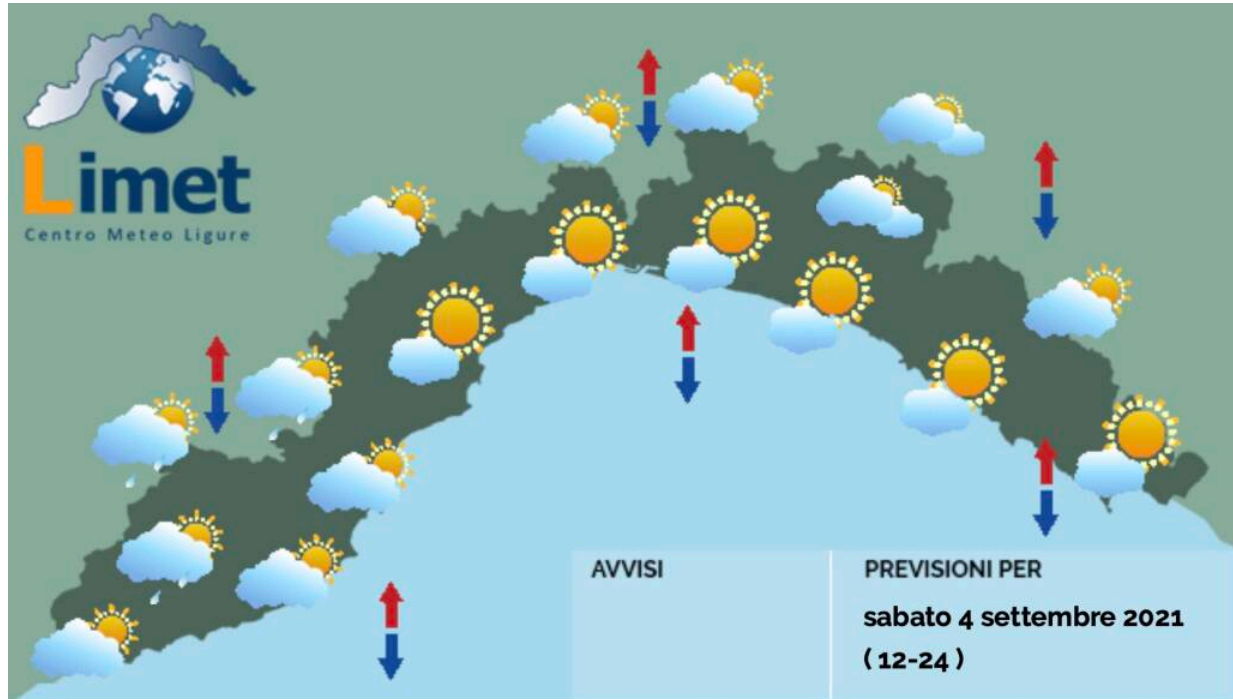 Limet
Centro Meteo Ligure
AVVISI
PREVISIONI PER
sabato 4 settembre 2021
( 12-24 )